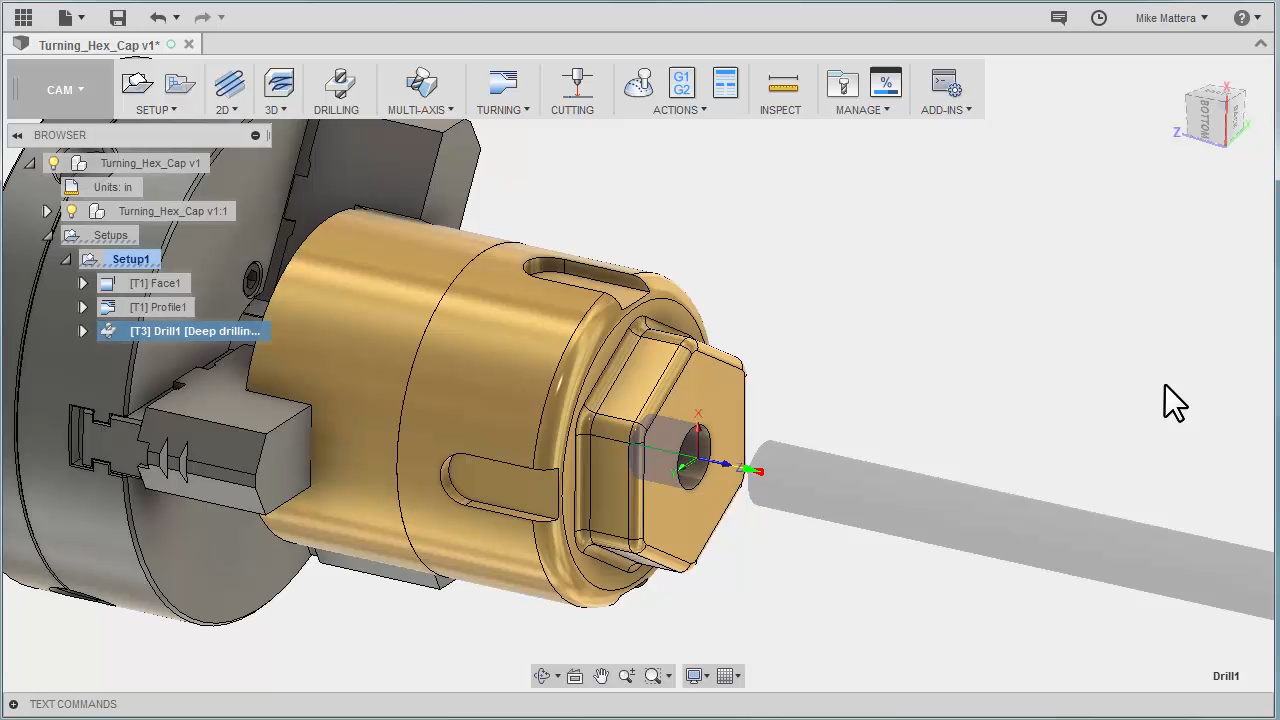 Mike Mattera
Turning_Hex_Cap v1*
CAM
SETUP
2D
3D
DRILLING
MULTI-AXIS
TURNING
CUTTING
G1
G2
ACTIONS
INSPECT
%
MANAGE
ADD-INS
BROWSER
Turning_Hex_Cap v1
Units: in
Turning_Hex_Cap v1:1
Setups
Setup1
[T1] Face1
[T1] Profile1
[T3] Drill1 [Deep drillin...
X
Z
Y
BOTTOM
X
Z
Drill1
TEXT COMMANDS